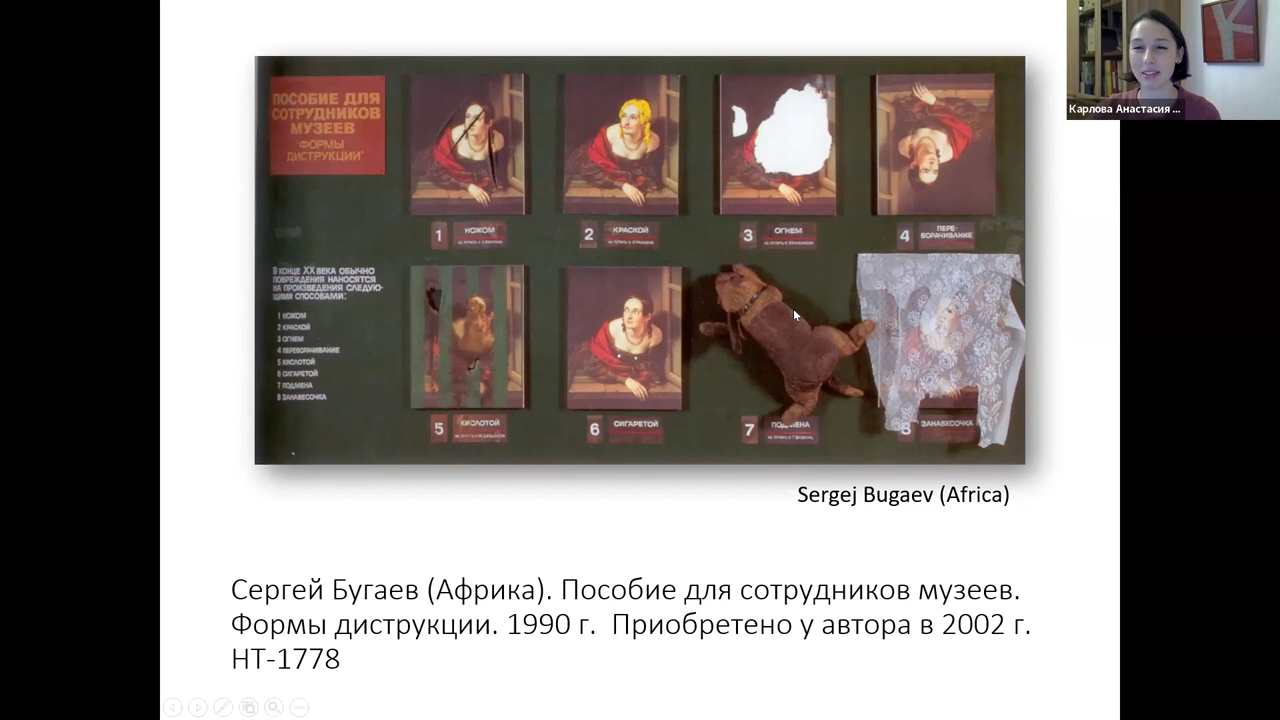 Карлова Анастасия ...
ПОСОБИЕ ДЛЯ
СОТРУДНИКОВ
МУЗЕЕВ
"ФОРМЫ
ДИСТРУКЦИИ"
1 НОЖОМ
2 КРАСКОЙ
3 ОГНЕМ
4 ПЕРЕ-
ВОРАЧИВАНИЕ
В КОНЦЕ XX ВЕКА ОБЫЧНО
ПОВРЕЖДЕНИЯ НАНОСЯТСЯ
НА ПРОИЗВЕДЕНИЯ СЛЕДУЮ-
ЩИМИ СПОСОБАМИ:
1 НОЖОМ
2 КРАСКОЙ
3 ОГНЕМ
4 ПЕРЕВОРАЧИВАНИЕ
5 КИСЛОТОЙ
6 СИГАРЕТОЙ
7 ПОДМЕНА
8 ЗАНАВЕСОЧКА
5 КИСЛОТОЙ
6 СИГАРЕТОЙ
7 ПОДМЕНА
8 ЗАНАВЕСОЧКА
Sergej Bugaev (Africa)
Сергей Бугаев (Африка). Пособие для сотрудников музеев.
Формы диструкции. 1990 г. Приобретено у автора в 2002 г.
НТ-1778